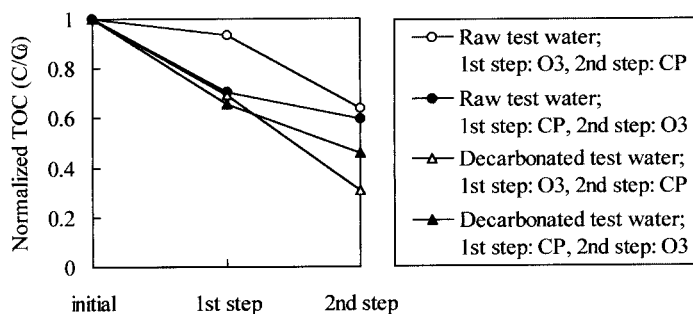 Normalized TOC (C/C0)
1
0.8
0.6
0.4
0.2
0
initial
1st step
2nd step
Raw test water;
1st step: O3, 2nd step: CP
Raw test water;
1st step: CP, 2nd step: O3
Decarbonated test water;
1st step: O3, 2nd step: CP
Decarbonated test water;
1st step: CP, 2nd step: O3